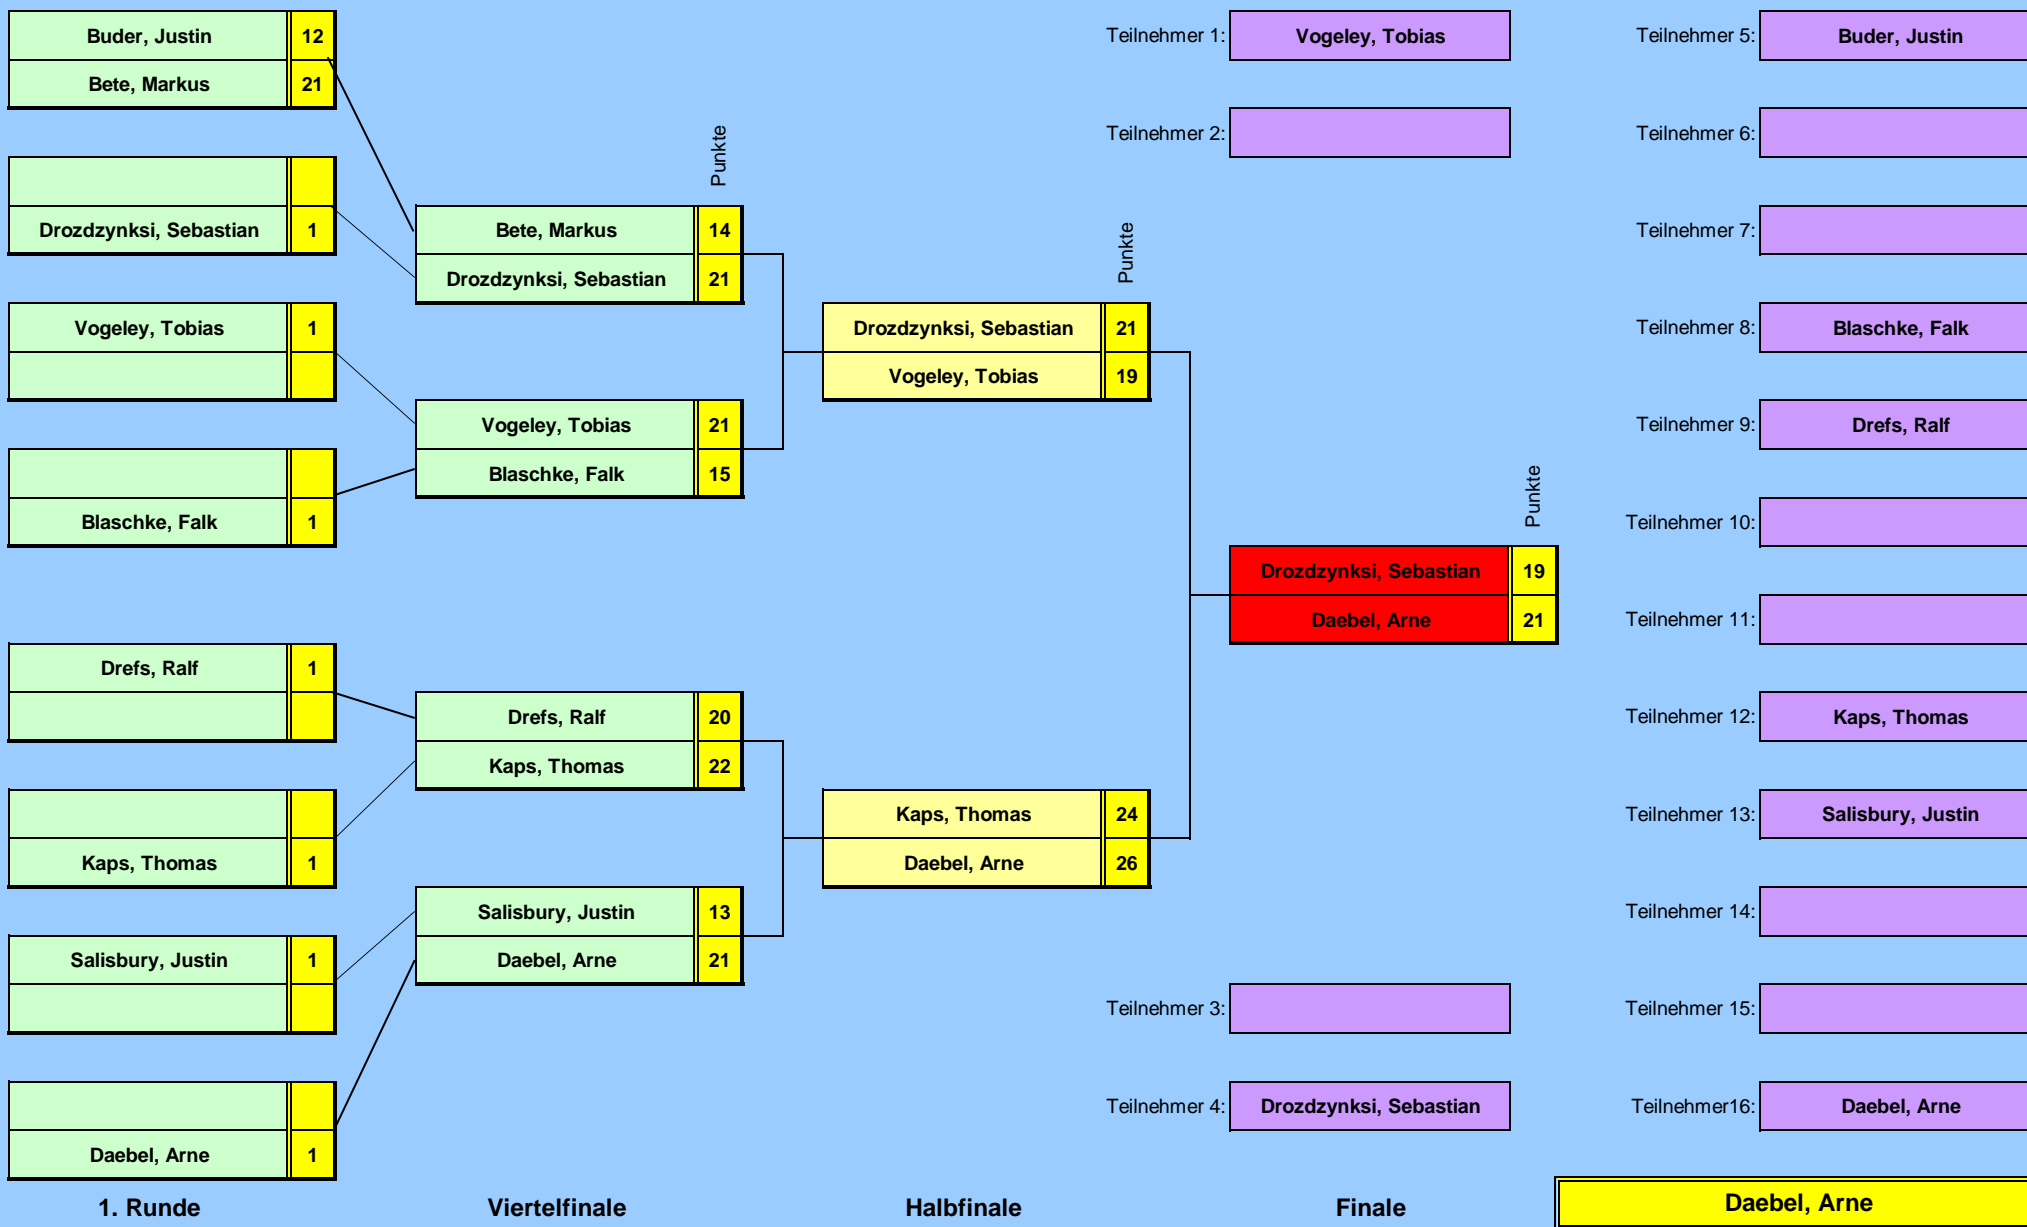 Buder, Justin 12
Bete, Markus 21
Drozdzynksi, Sebastian 1
Vogeley, Tobias 1
Blaschke, Falk 1
Drefs, Ralf 1
Kaps, Thomas 1
Salisbury, Justin 1
Daebel, Arne 1
1. Runde
Punkte
Bete, Markus 14
Drozdzynksi, Sebastian 21
Vogeley, Tobias 21
Blaschke, Falk 15
Drefs, Ralf 20
Kaps, Thomas 22
Salisbury, Justin 13
Daebel, Arne 21
Viertelfinale
Punkte
Drozdzynksi, Sebastian 21
Vogeley, Tobias 19
Kaps, Thomas 24
Daebel, Arne 26
Halbfinale
Teilnehmer 1: Vogeley, Tobias
Teilnehmer 2:
Punkte
Drozdzynksi, Sebastian 19
Daebel, Arne 21
Teilnehmer 3:
Teilnehmer 4: Drozdzynksi, Sebastian
Finale
Teilnehmer 5: Buder, Justin
Teilnehmer 6:
Teilnehmer 7:
Teilnehmer 8: Blaschke, Falk
Teilnehmer 9: Drefs, Ralf
Teilnehmer 10:
Teilnehmer 11:
Teilnehmer 12: Kaps, Thomas
Teilnehmer 13: Salisbury, Justin
Teilnehmer 14:
Teilnehmer 15:
Teilnehmer16: Daebel, Arne
Daebel, Arne